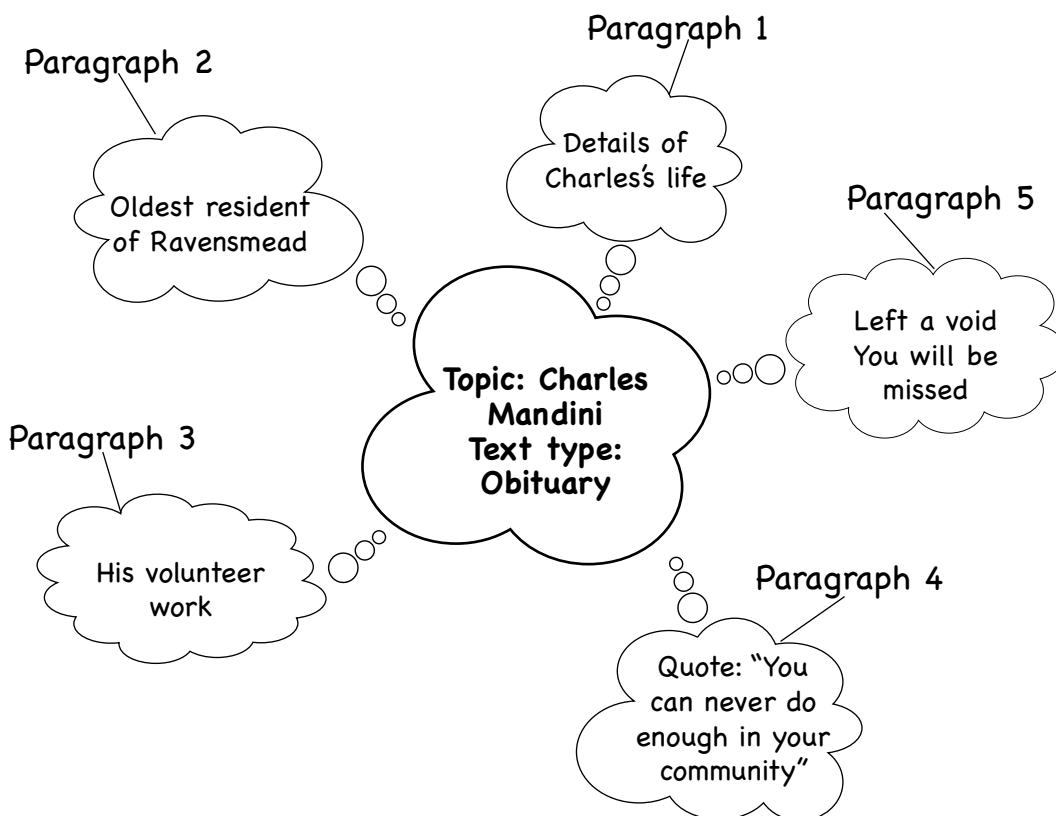 Paragraph 1
Details of
Charles's life
Paragraph 2
Oldest resident
of Ravensmead
Paragraph 5
Left a void
You will be
missed
Topic: Charles
Mandini
Text type:
Obituary
Paragraph 3
His volunteer
work
Paragraph 4
Quote: "You
can never do
enough in your
community"